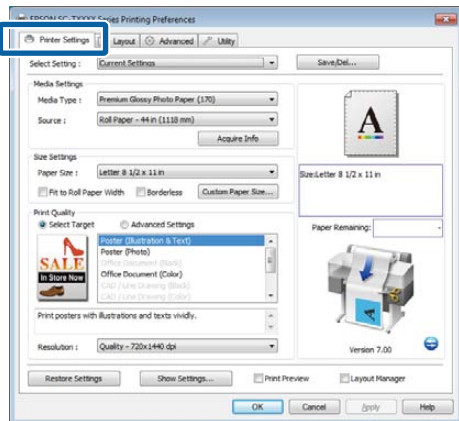 EPSON SC-TXXXX Series Printing Preferences
Printer Settings Layout Advanced Utility
Select Setting : Current Settings Save/Del...
Media Settings
Media Type : Premium Glossy Photo Paper (170)
Source : Roll Paper - 44 in (1118 mm)
Acquire Info
A
Size Settings
Paper Size : Letter 8 1/2 x 11 in
Fit to Roll Paper Width Borderless Custom Paper Size...
Size:Letter 8 1/2 x 11 in
Print Quality
Select Target Advanced Settings
Paper Remaining: -
SALE
In Store Now
Poster (Illustration & Text)
Poster (Photo)
Office Document (Black)
Office Document (Color)
CAD / Line Drawing (Black)
CAD / Line Drawing (Color)
Print posters with illustrations and texts vividly.
Resolution : Quality - 720x1440 dpi
Version 7.00
Restore Settings Show Settings... Print Preview Layout Manager
OK Cancel Apply Help